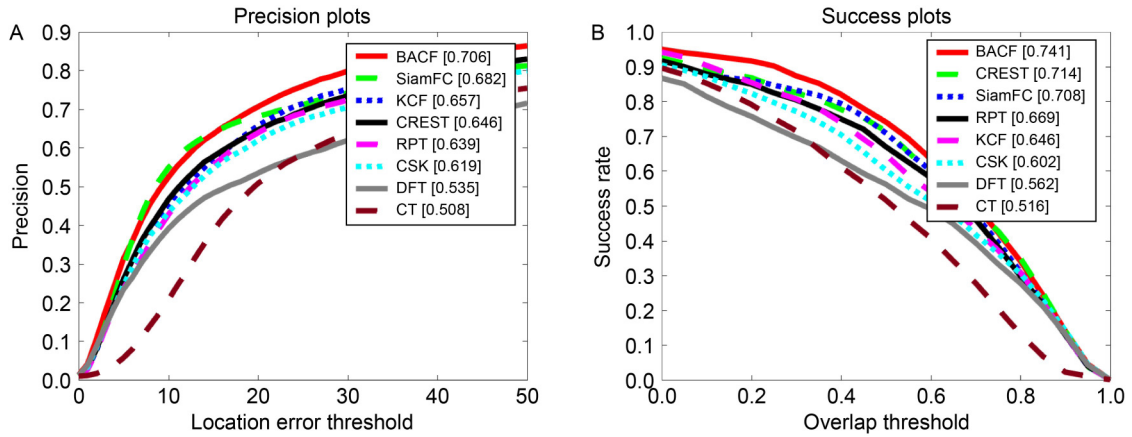 A
Precision plots
Precision
0.9
0.8
0.7
0.6
0.5
0.4
0.3
0.2
0.1
0.0
BACF [0.706]
SiamFC [0.682]
KCF [0.657]
CREST [0.646]
RPT [0.639]
CSK [0.619]
DFT [0.535]
CT [0.508]
0 10 20 30 40 50
Location error threshold
B
Success plots
Success rate
1.0
0.9
0.8
0.7
0.6
0.5
0.4
0.3
0.2
0.1
0.0
BACF [0.741]
CREST [0.714]
SiamFC [0.708]
RPT [0.669]
KCF [0.646]
CSK [0.602]
DFT [0.562]
CT [0.516]
0.0 0.2 0.4 0.6 0.8 1.0
Overlap threshold